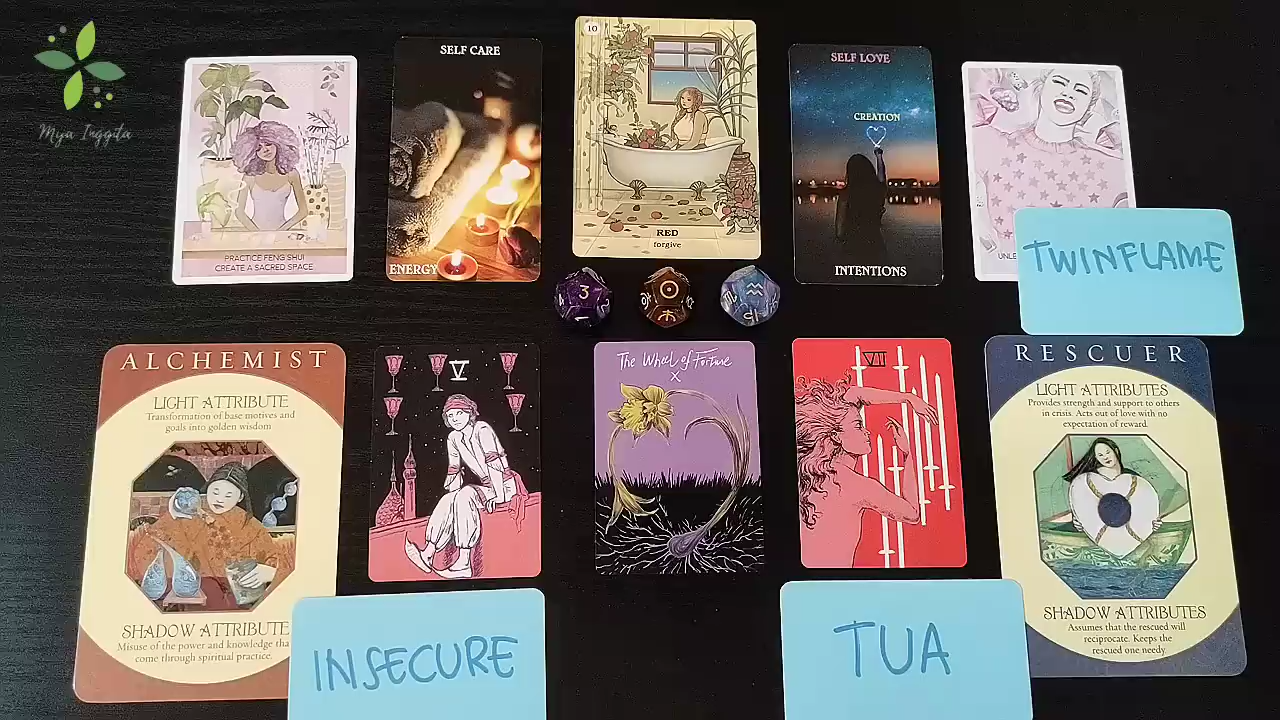 Mya Inggita
PRACTICE FENG SHUI
CREATE A SACRED SPACE
SELF CARE
ENERGY
10
RED
forgive
SELF LOVE
CREATION
INTENTIONS
TWINFLAME
3
ALCHEMIST
LIGHT ATTRIBUTE
Transformation of base motives and
goals into golden wisdom
SHADOW ATTRIBUTE
Misuse of the power and knowledge tha
come through spiritual practice.
V
The Wheel of Fortune
X
VII
RESCUER
LIGHT ATTRIBUTES
Provides strength and support to others
in crisis. Acts out of love with no
expectation of reward.
SHADOW ATTRIBUTES
Assumes that the rescued will
reciprocate. Keeps the
rescued one needy.
INSECURE
TUA